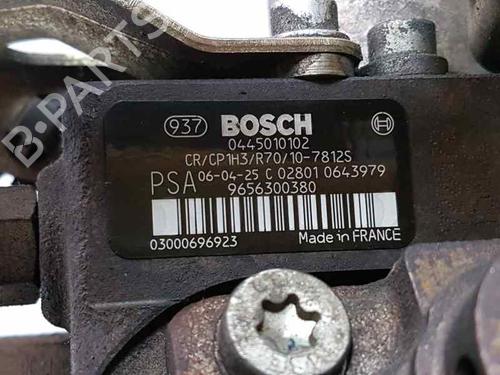 B-PARTS
937 BOSCH
0445010102
CR/CP1H3/R70/10-7812S
PSA 06-04-25 C 02801 0643979
9656300380
03000696923 Made in FRANCE